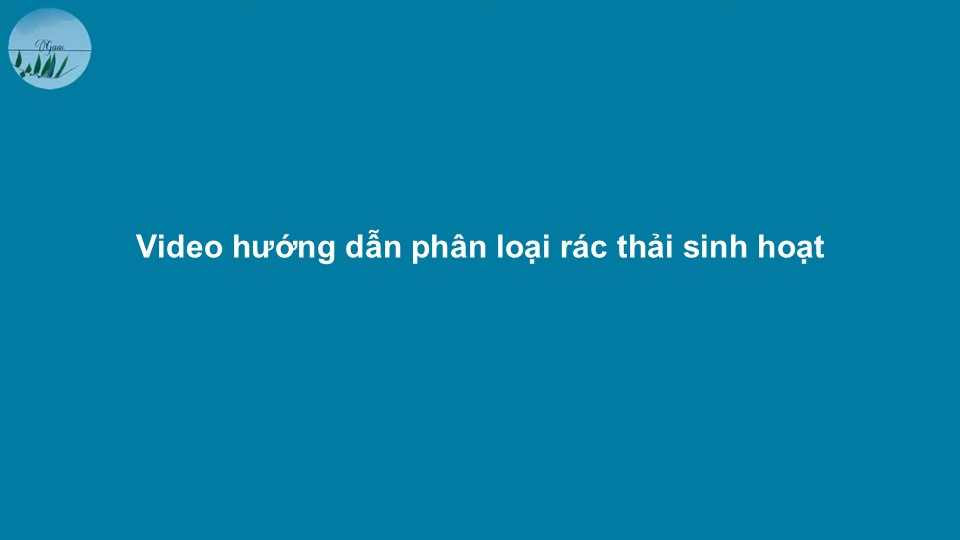 Video hướng dẫn phân loại rác thải sinh hoạt